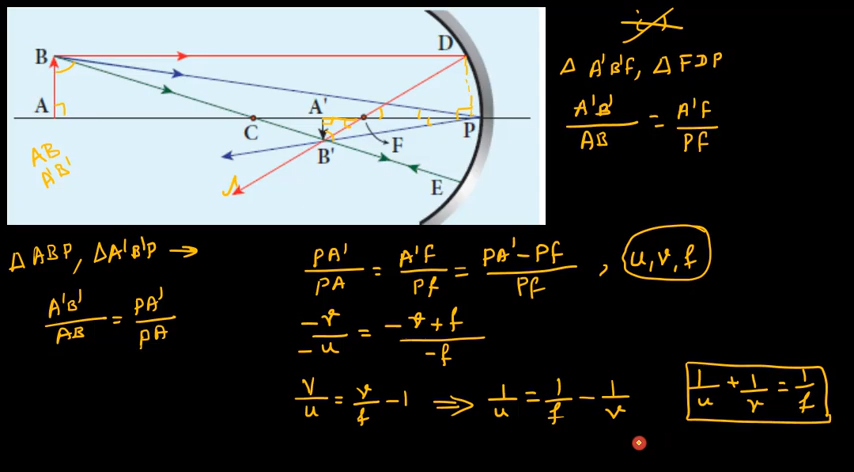 B
D
A
A'
C
F
P
B'
E
AB
A'B'
Δ A'B'F, Δ FDP
A'B'/AB = A'F/PF
Δ ABP, ΔA'B'P →
A'B'/AB = PA'/PA
PA'/PA = A'F/Pf = PA'-Pf/Pf , u, v, f
-v/-u = -v+f/-f
v/u = v/f -1 ⇒ 1/u = 1/f - 1/v
1/u + 1/v = 1/f